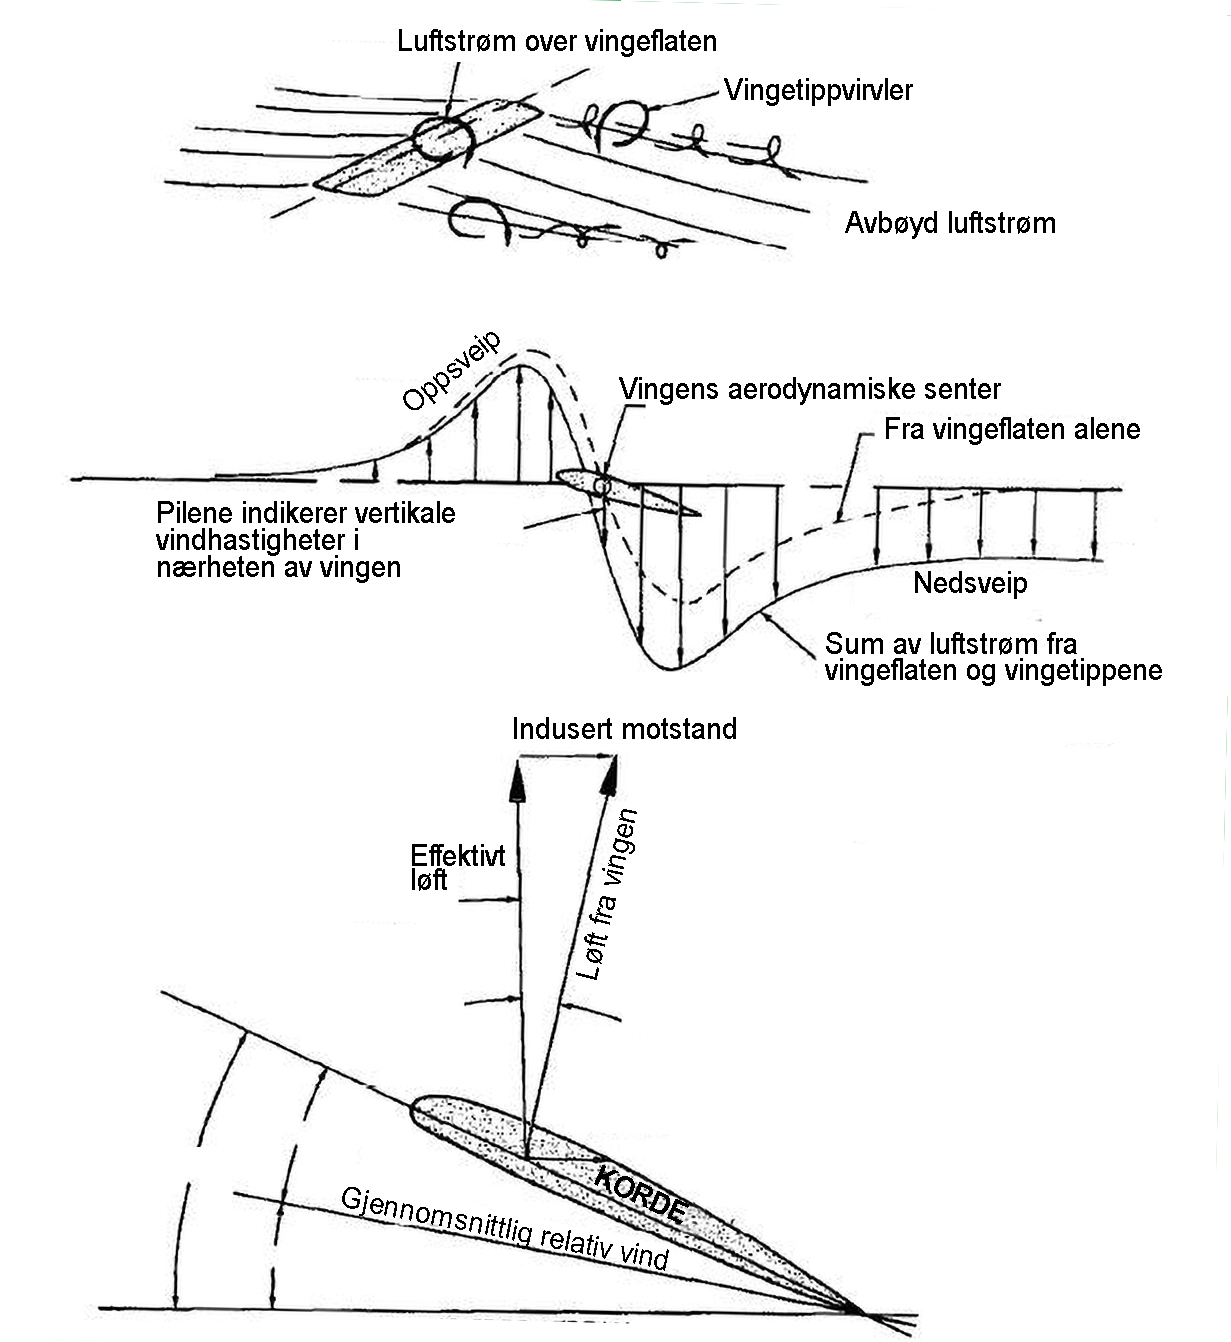 Luftstrøm over vingeflaten
Vingetippvirvler
Avbøyd luftstrøm
Oppsveip
Vingens aerodynamiske senter
Fra vingeflaten alene
Pilene indikerer vertikale
vindhastigheter i
nærheten av vingen
Nedsveip
Sum av luftstrøm fra
vingeflaten og vingetippene
Indusert motstand
Effektivt
løft
Løft fra vingen
KORDE
Gjennomsnittlig relativ vind